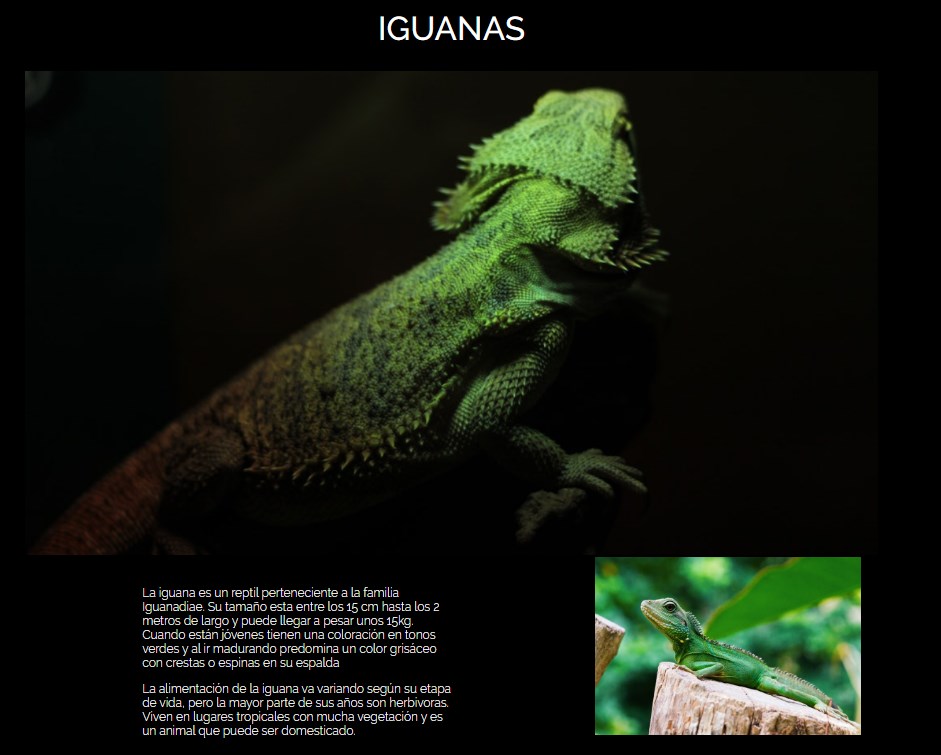 IGUANAS
La iguana es un reptil perteneciente a la familia
Iguanadiae. Su tamaño esta entre los 15 cm hasta los 2
metros de largo y puede llegar a pesar unos 15kg.
Cuando están jóvenes tienen una coloración en tonos
verdes y al ir madurando predomina un color grisáceo
con crestas o espinas en su espalda
La alimentación de la iguana va variando según su etapa
de vida, pero la mayor parte de sus años son herbivoras.
Viven en lugares tropicales con mucha vegetación y es
un animal que puede ser domesticado.